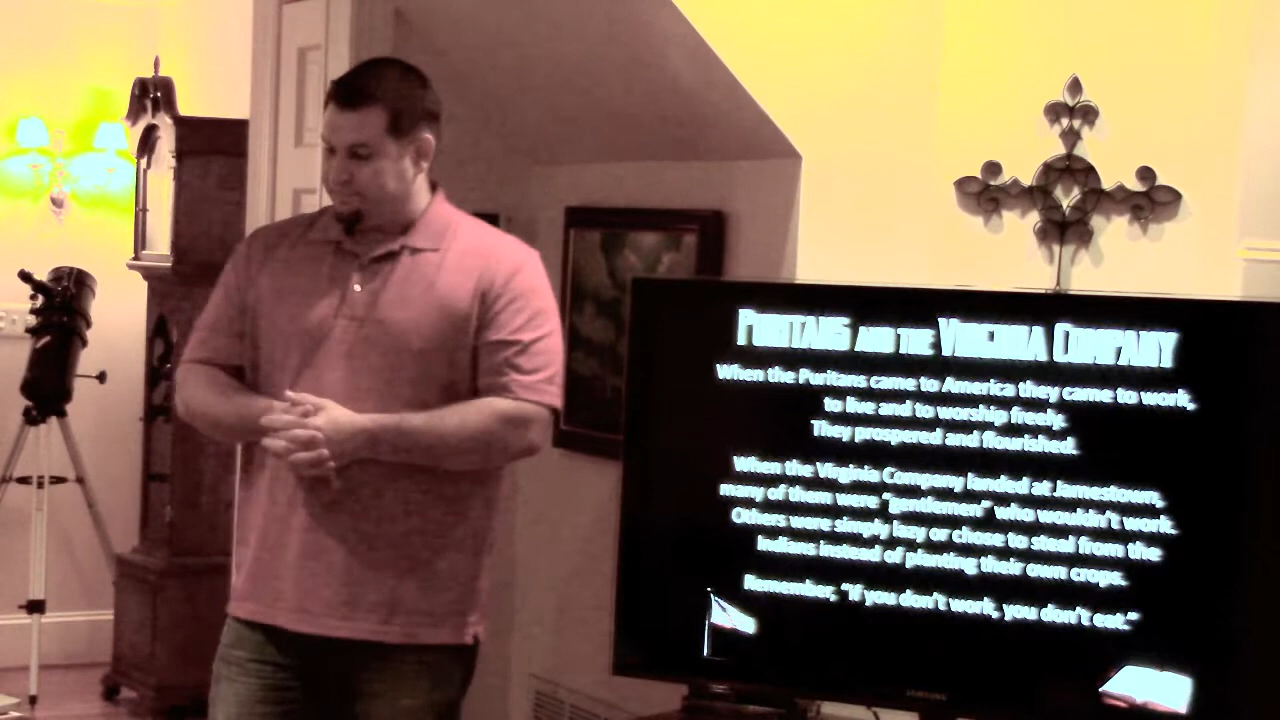 PURITANS AND THE VIRGINIA COMPANY
When the Puritans came to America they came to work,
to live and to worship freely.
They prospered and flourished.
When the Virginia Company landed at Jamestown,
many of them were "gentlemen" who wouldn't work.
Others were simply lazy or chose to steal from the
Indians instead of planting their own crops.
Remember, "If you don't work, you don't eat."
SAMSUNG